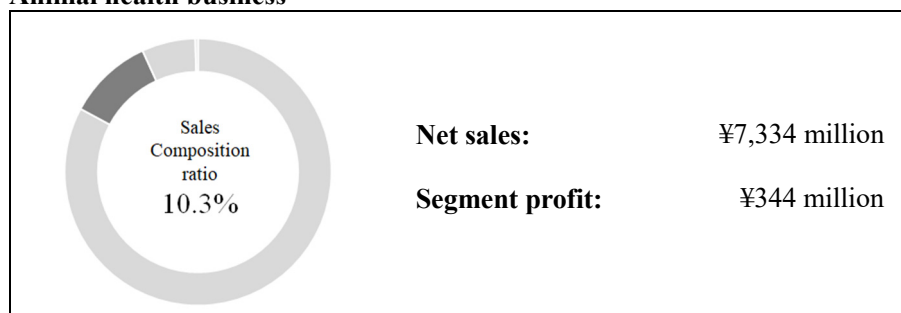 Animal health business
Sales
Composition
ratio
10.3%
Net sales: ¥7,334 million
Segment profit: ¥344 million